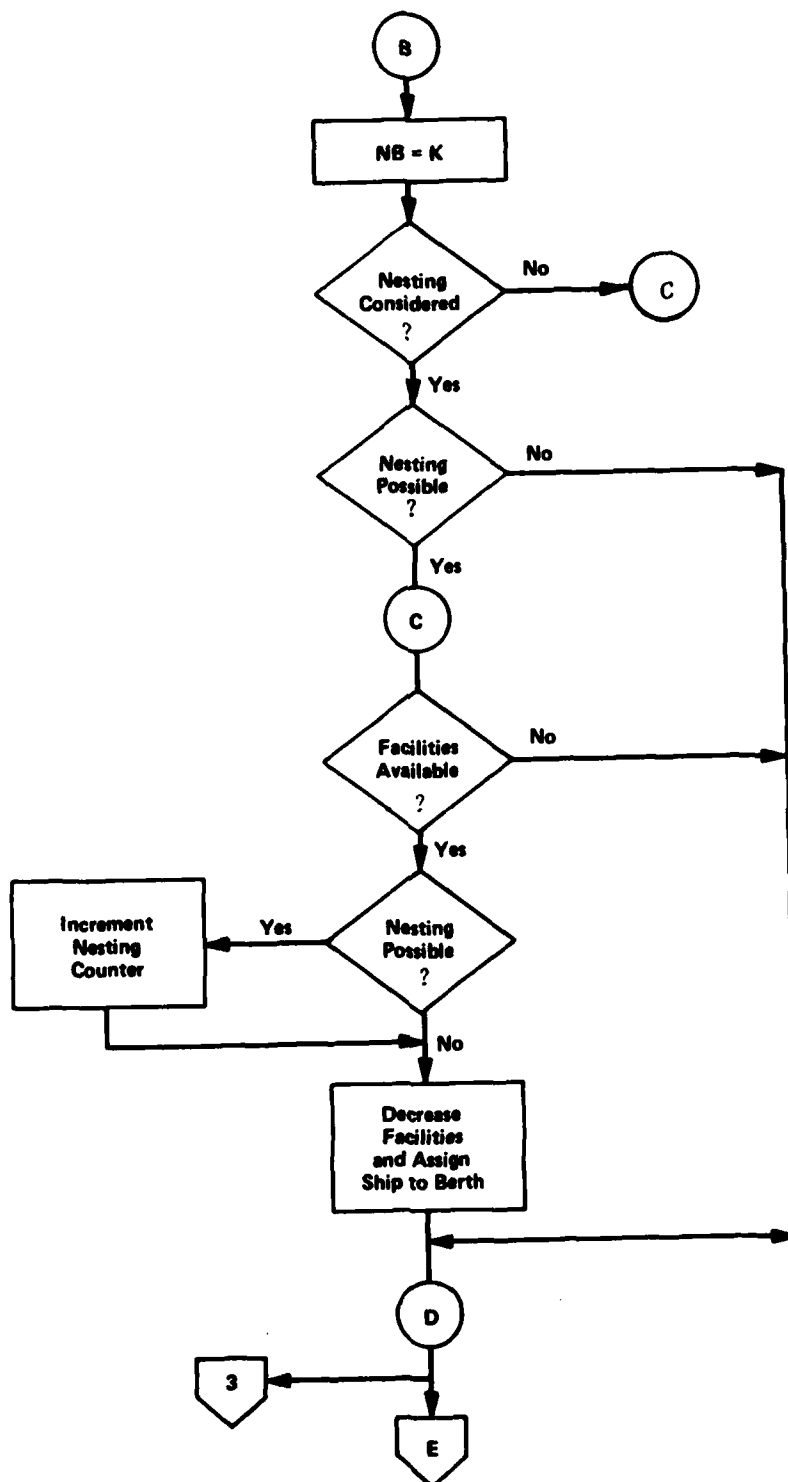 B
NB = K
Nesting
Considered
?
No
C
Yes
Nesting
Possible
?
No
Yes
C
Facilities
Available
?
No
Yes
Increment
Nesting
Counter
Yes
Nesting
Possible
?
No
Decrease
Facilities
and Assign
Ship to Berth
D
3
E